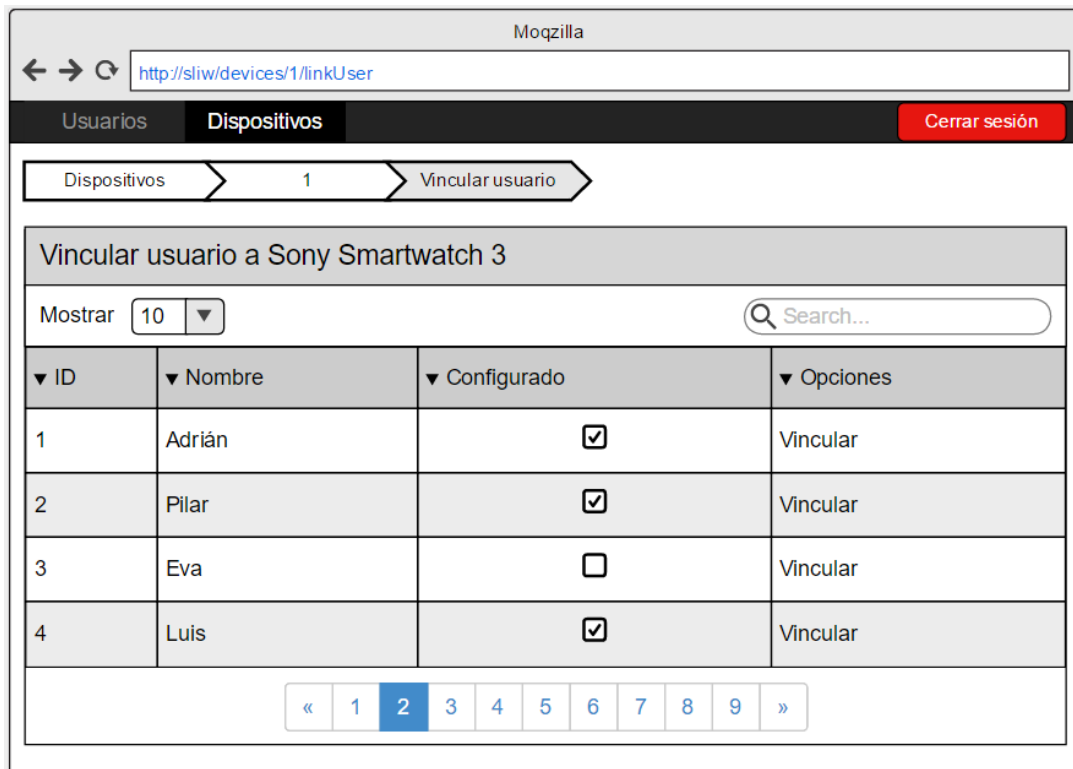 Moqzilla
http://sliw/devices/1/linkUser
Usuarios Dispositivos Cerrar sesión
Dispositivos 1 Vincular usuario
Vincular usuario a Sony Smartwatch 3
Mostrar 10 Search...
ID Nombre Configurado Opciones
1 Adrián Vincular
2 Pilar Vincular
3 Eva Vincular
4 Luis Vincular
« 1 2 3 4 5 6 7 8 9 »